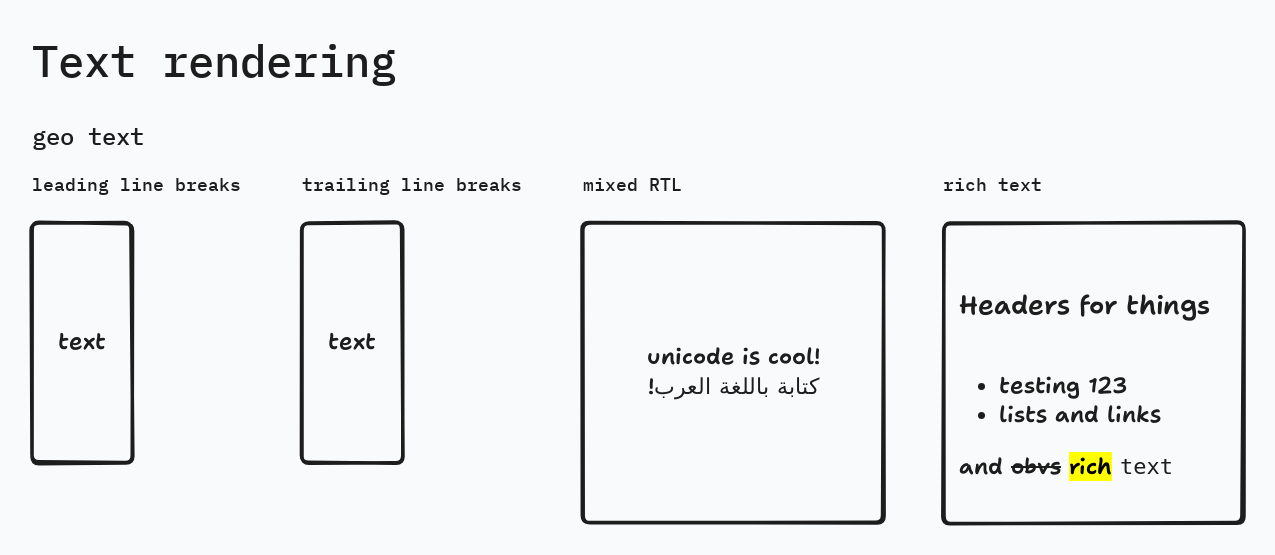 Text rendering
geo text
leading line breaks
text
trailing line breaks
text
mixed RTL
unicode is cool!
كتابة باللغة العرب!
rich text
Headers for things
• testing 123
• lists and links
and obvs rich text